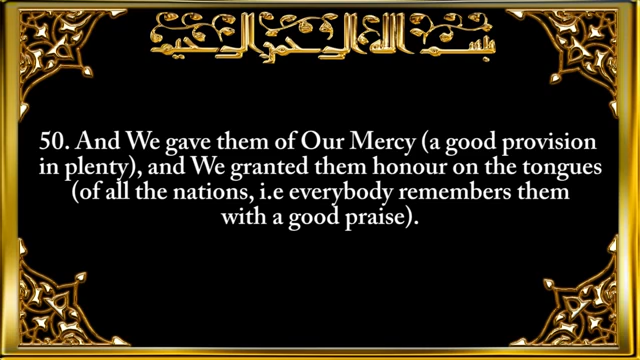 بسم الله الرحمن الرحيم
50. And We gave them of Our Mercy (a good provision
in plenty), and We granted them honour on the tongues
(of all the nations, i.e everybody remembers them
with a good praise).